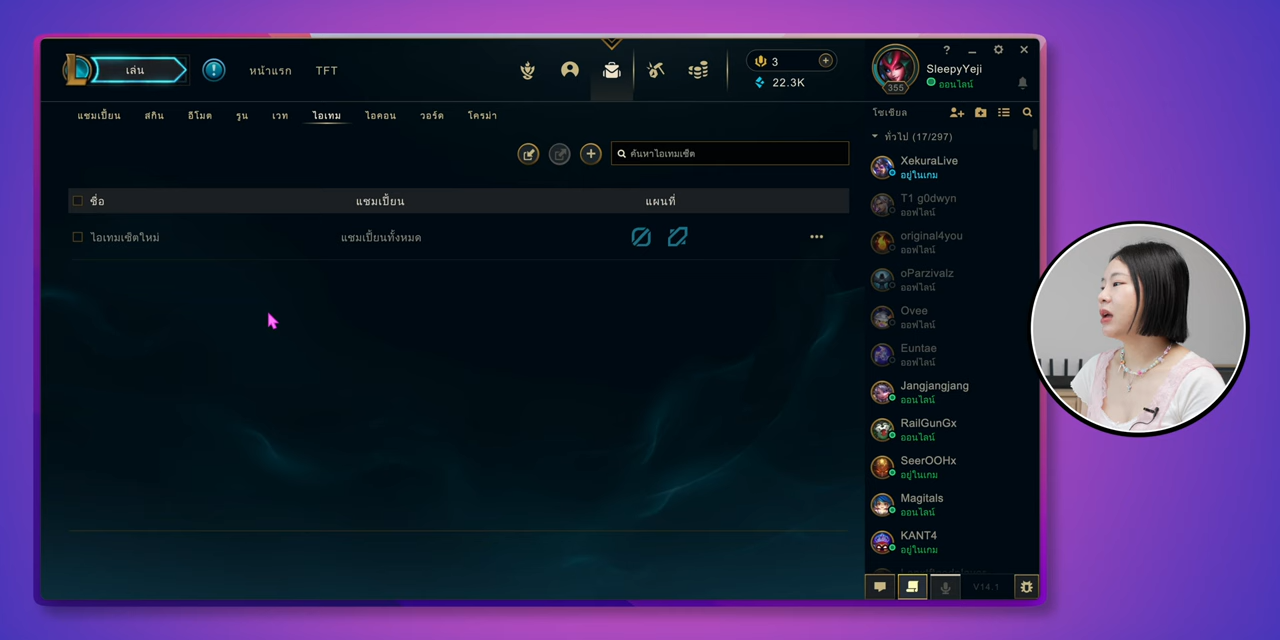 เล่น
หน้าแรก
TFT
3
22.3K
355
SleepyYeji
ออนไลน์
แชมเปี้ยน
สกิน
อีโมต
รูน
เวท
ไอเทม
ไอคอน
วอร์ด
โครม่า
โซเชียล
ค้นหาไอเทมเซ็ต
ชื่อ
แชมเปี้ยน
แผนที่
ไอเทมเซ็ตใหม่
แชมเปี้ยนทั้งหมด
ทั่วไป (17/297)
XekuraLive
อยู่ในเกม
T1 g0dwyn
ออฟไลน์
original4you
ออฟไลน์
oParzivalz
ออฟไลน์
Ovee
ออฟไลน์
Euntae
ออฟไลน์
Jangjangjang
ออนไลน์
RailGunGx
ออนไลน์
SeerOOHx
อยู่ในเกม
Magitals
ออนไลน์
KANT4
อยู่ในเกม
V14.1